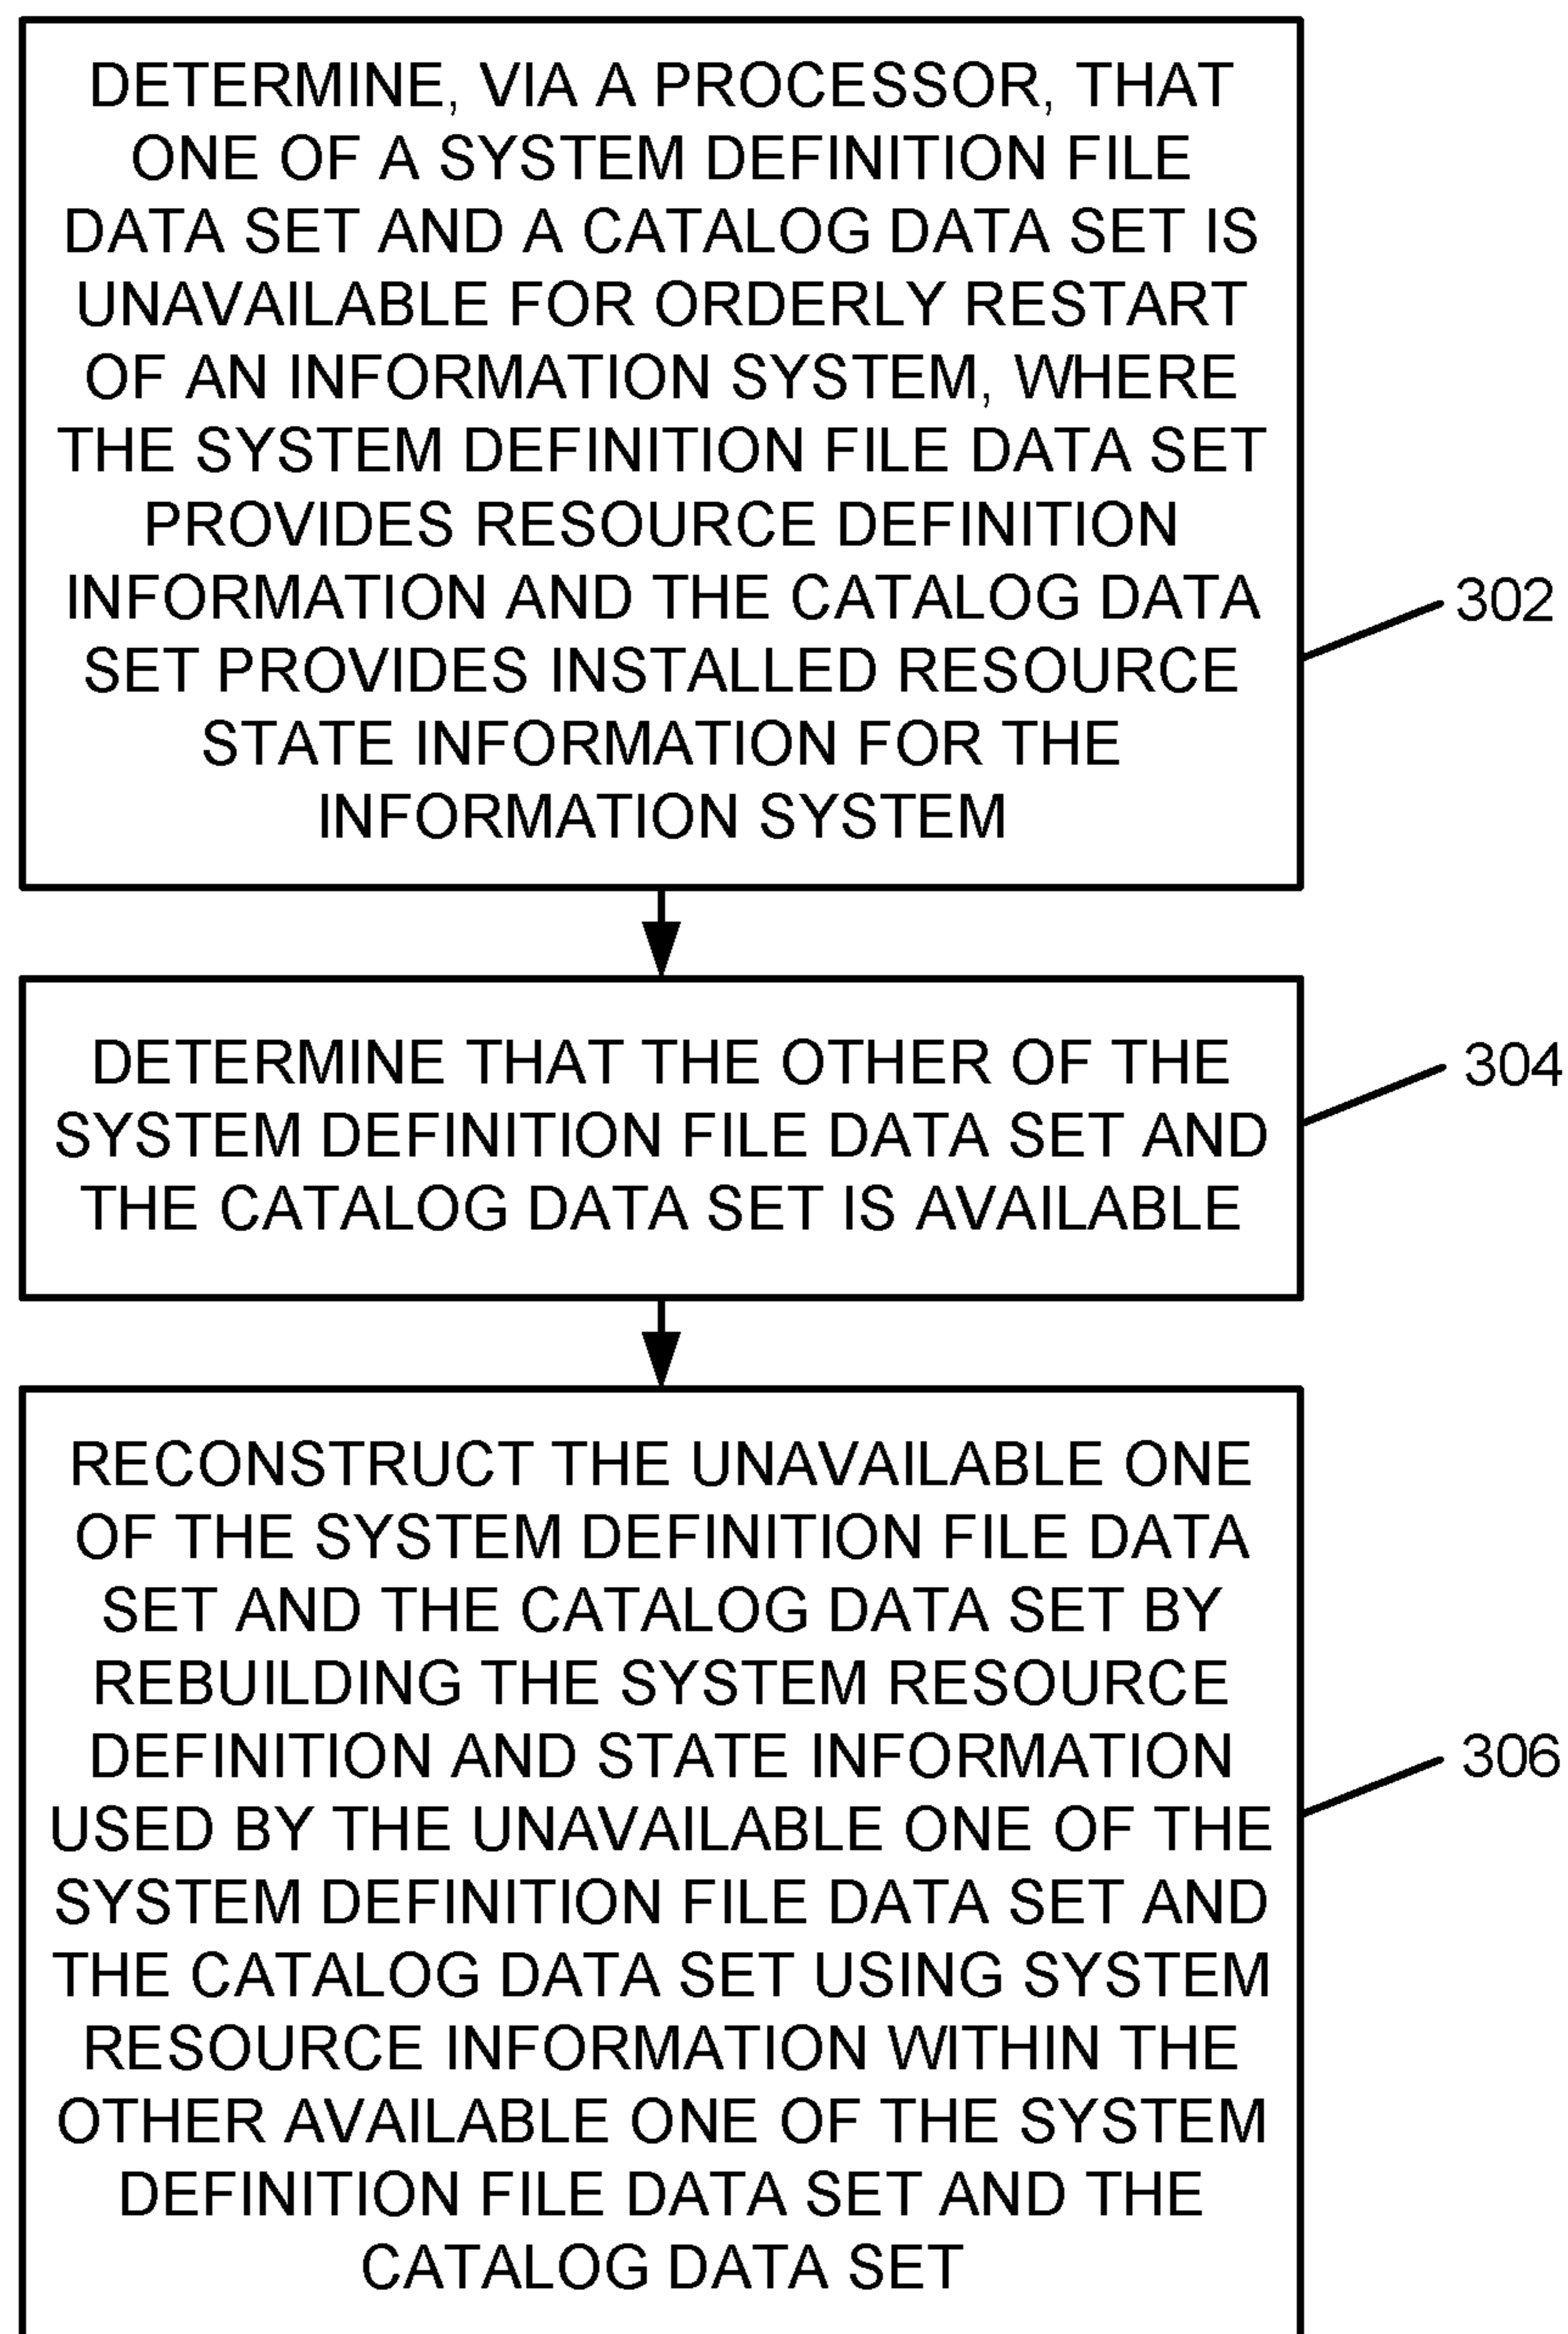 DETERMINE, VIA A PROCESSOR, THAT
ONE OF A SYSTEM DEFINITION FILE
DATA SET AND A CATALOG DATA SET IS
UNAVAILABLE FOR ORDERLY RESTART
OF AN INFORMATION SYSTEM, WHERE
THE SYSTEM DEFINITION FILE DATA SET
PROVIDES RESOURCE DEFINITION
INFORMATION AND THE CATALOG DATA
SET PROVIDES INSTALLED RESOURCE
STATE INFORMATION FOR THE
INFORMATION SYSTEM
302
DETERMINE THAT THE OTHER OF THE
SYSTEM DEFINITION FILE DATA SET AND
THE CATALOG DATA SET IS AVAILABLE
304
RECONSTRUCT THE UNAVAILABLE ONE
OF THE SYSTEM DEFINITION FILE DATA
SET AND THE CATALOG DATA SET BY
REBUILDING THE SYSTEM RESOURCE
DEFINITION AND STATE INFORMATION
USED BY THE UNAVAILABLE ONE OF THE
SYSTEM DEFINITION FILE DATA SET AND
THE CATALOG DATA SET USING SYSTEM
RESOURCE INFORMATION WITHIN THE
OTHER AVAILABLE ONE OF THE SYSTEM
DEFINITION FILE DATA SET AND THE
CATALOG DATA SET
306